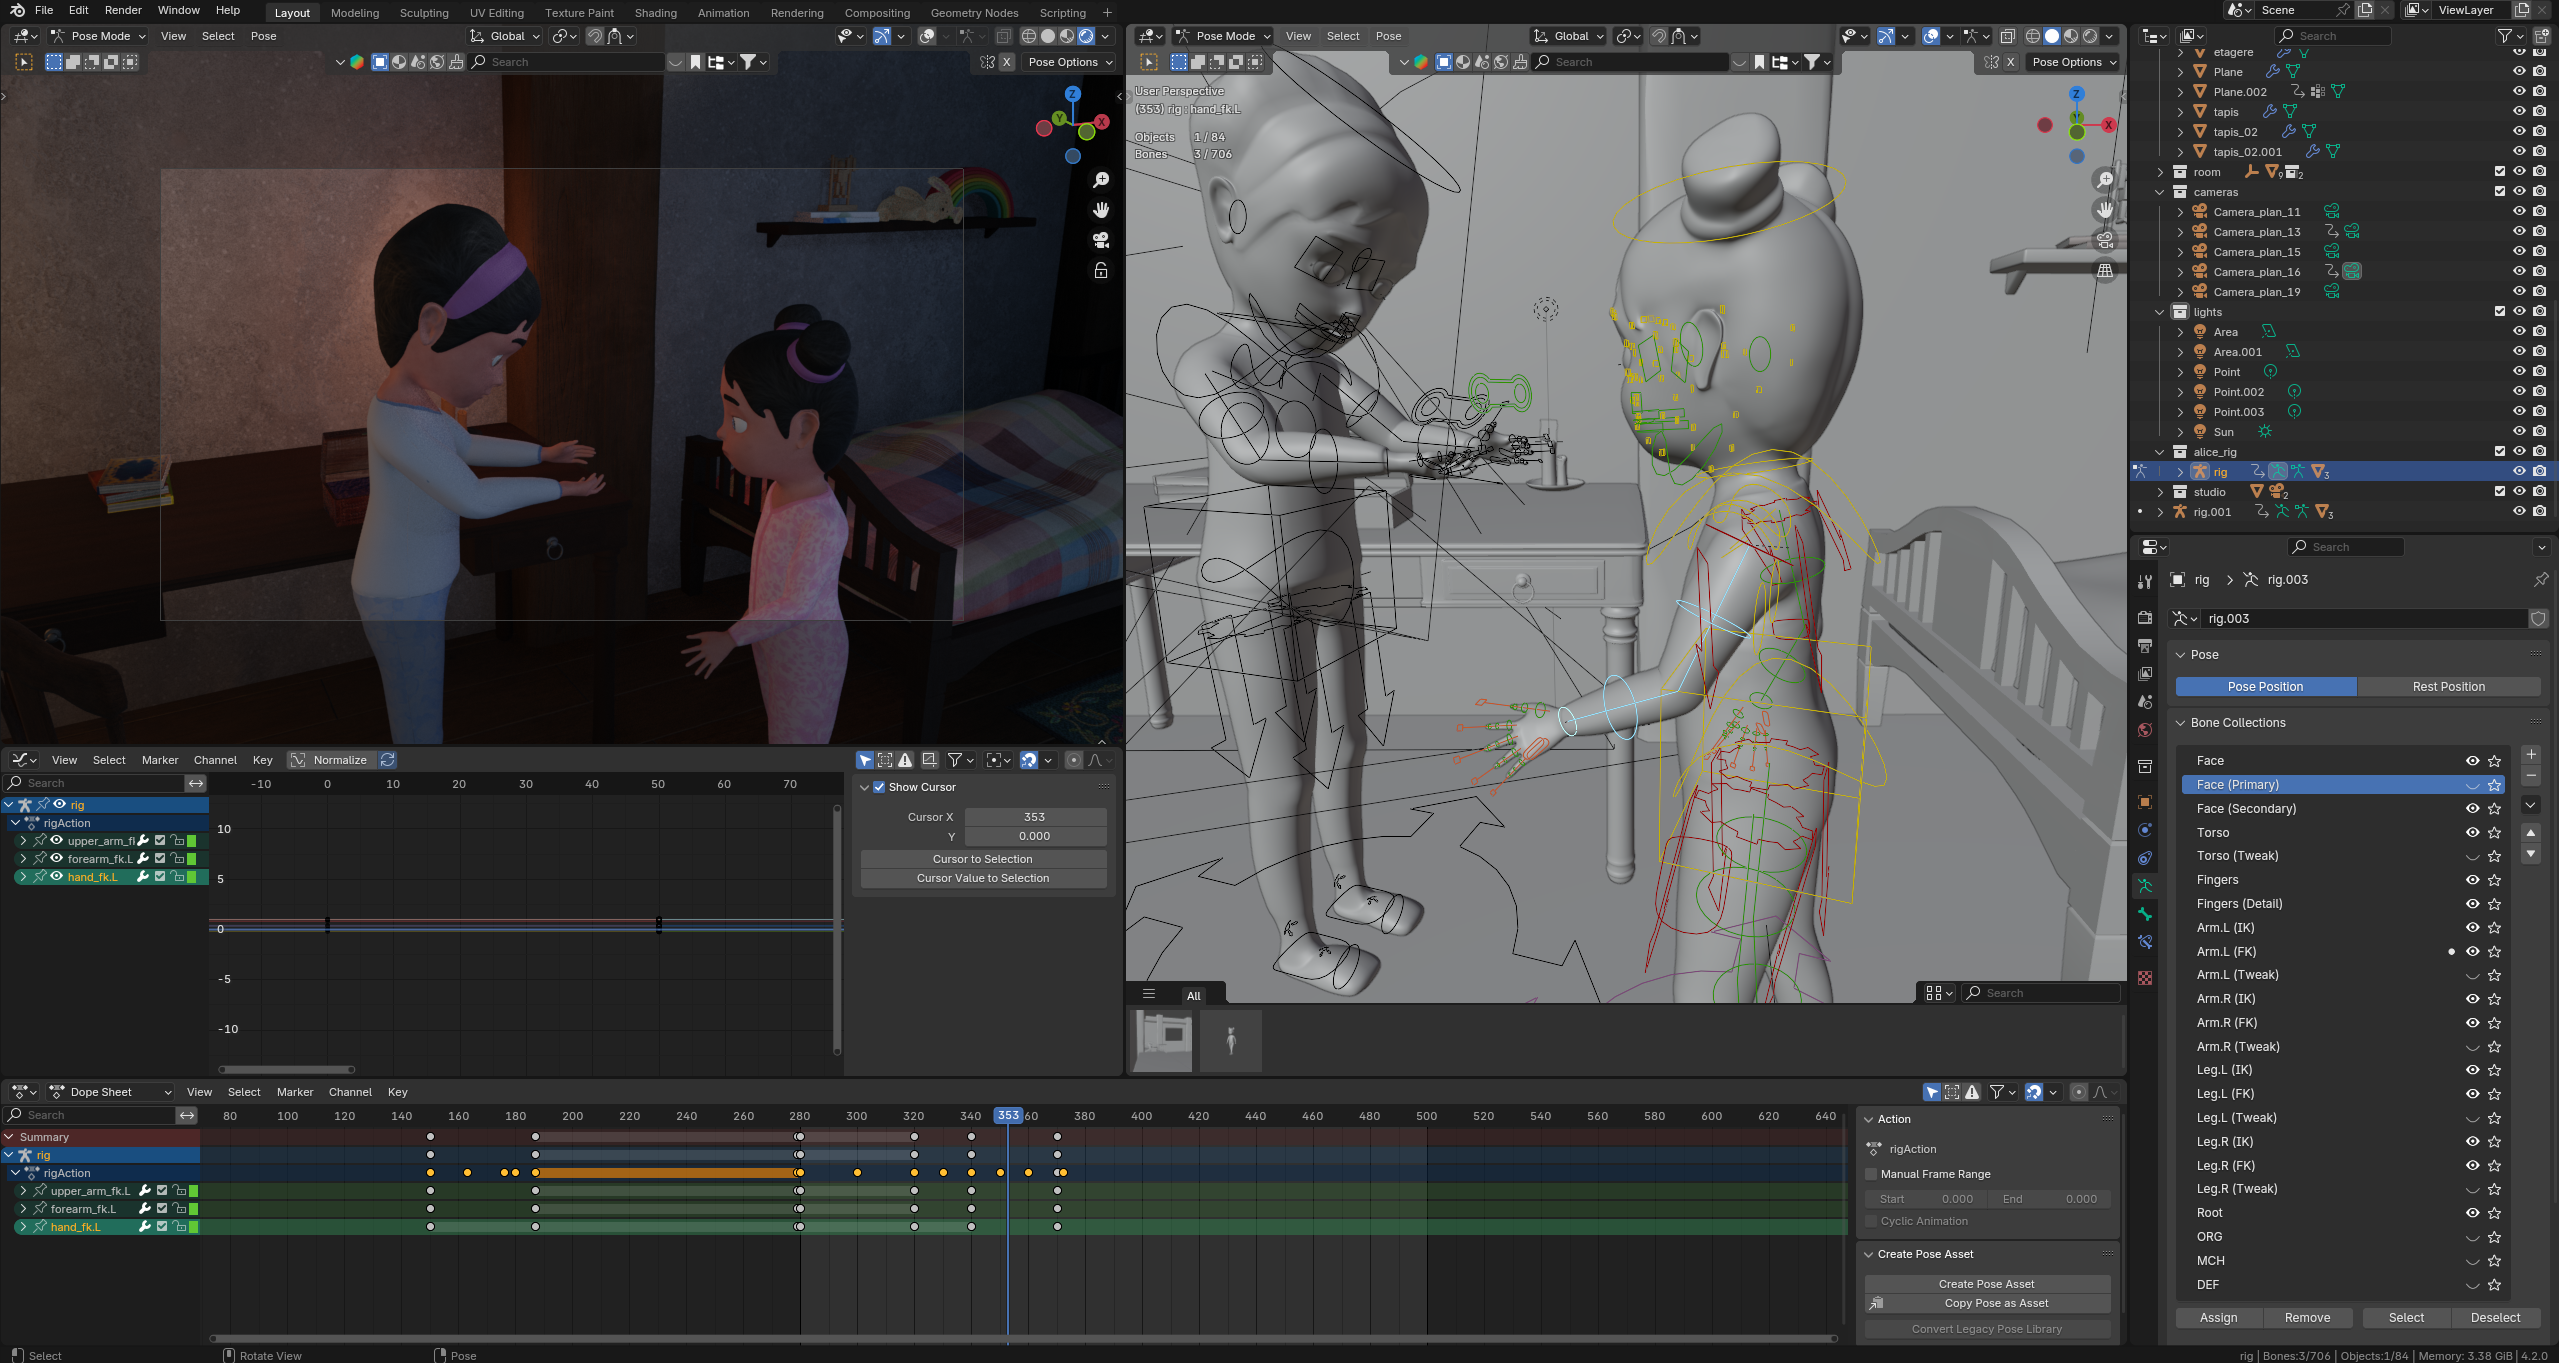 File Edit Render Window Help Layout Modeling Sculpting UV Editing Texture Paint Shading Animation Rendering Compositing Geometry Nodes Scripting + Scene ViewLayer
Pose Mode View Select Pose Global
Search Pose Options
Pose Mode View Select Pose Global
Search X Pose Options
User Perspective
(353) rig : hand_fk.L
Objects 1 / 84
Bones 3 / 706
Search
etagere
Plane
Plane.002
tapis
tapis_02
tapis_02.001
room
cameras
Camera_plan_11
Camera_plan_13
Camera_plan_15
Camera_plan_16
Camera_plan_19
lights
Area
Area.001
Point
Point.002
Point.003
Sun
alice_rig
rig
studio
rig.001
Search
rig > rig.003
rig.003
Pose
Pose Position Rest Position
Bone Collections
Face
Face (Primary)
Face (Secondary)
Torso
Torso (Tweak)
Fingers
Fingers (Detail)
Arm.L (IK)
Arm.L (FK)
Arm.L (Tweak)
Arm.R (IK)
Arm.R (FK)
Arm.R (Tweak)
Leg.L (IK)
Leg.L (FK)
Leg.L (Tweak)
Leg.R (IK)
Leg.R (FK)
Leg.R (Tweak)
Root
ORG
MCH
DEF
Assign Remove Select Deselect
View Select Marker Channel Key Normalize
Search -10 0 10 20 30 40 50 60 70
rig
rigAction
upper_arm_fl
forearm_fk.L
hand_fk.L
10
5
0
-5
-10
Show Cursor
Cursor X 353
Y 0.000
Cursor to Selection
Cursor Value to Selection
All Search
Dope Sheet View Select Marker Channel Key
Search 80 100 120 140 160 180 200 220 240 260 280 300 320 340 353 60 380 400 420 440 460 480 500 520 540 560 580 600 620 640
Summary
rig
rigAction
upper_arm_fk.L
forearm_fk.L
hand_fk.L
Action
rigAction
Manual Frame Range
Start 0.000 End 0.000
Cyclic Animation
Create Pose Asset
Create Pose Asset
Copy Pose as Asset
Convert Legacy Pose Library
Select Rotate View Pose
rig | Bones:3/706 | Objects:1/84 | Memory: 3.38 GiB | 4.2.0